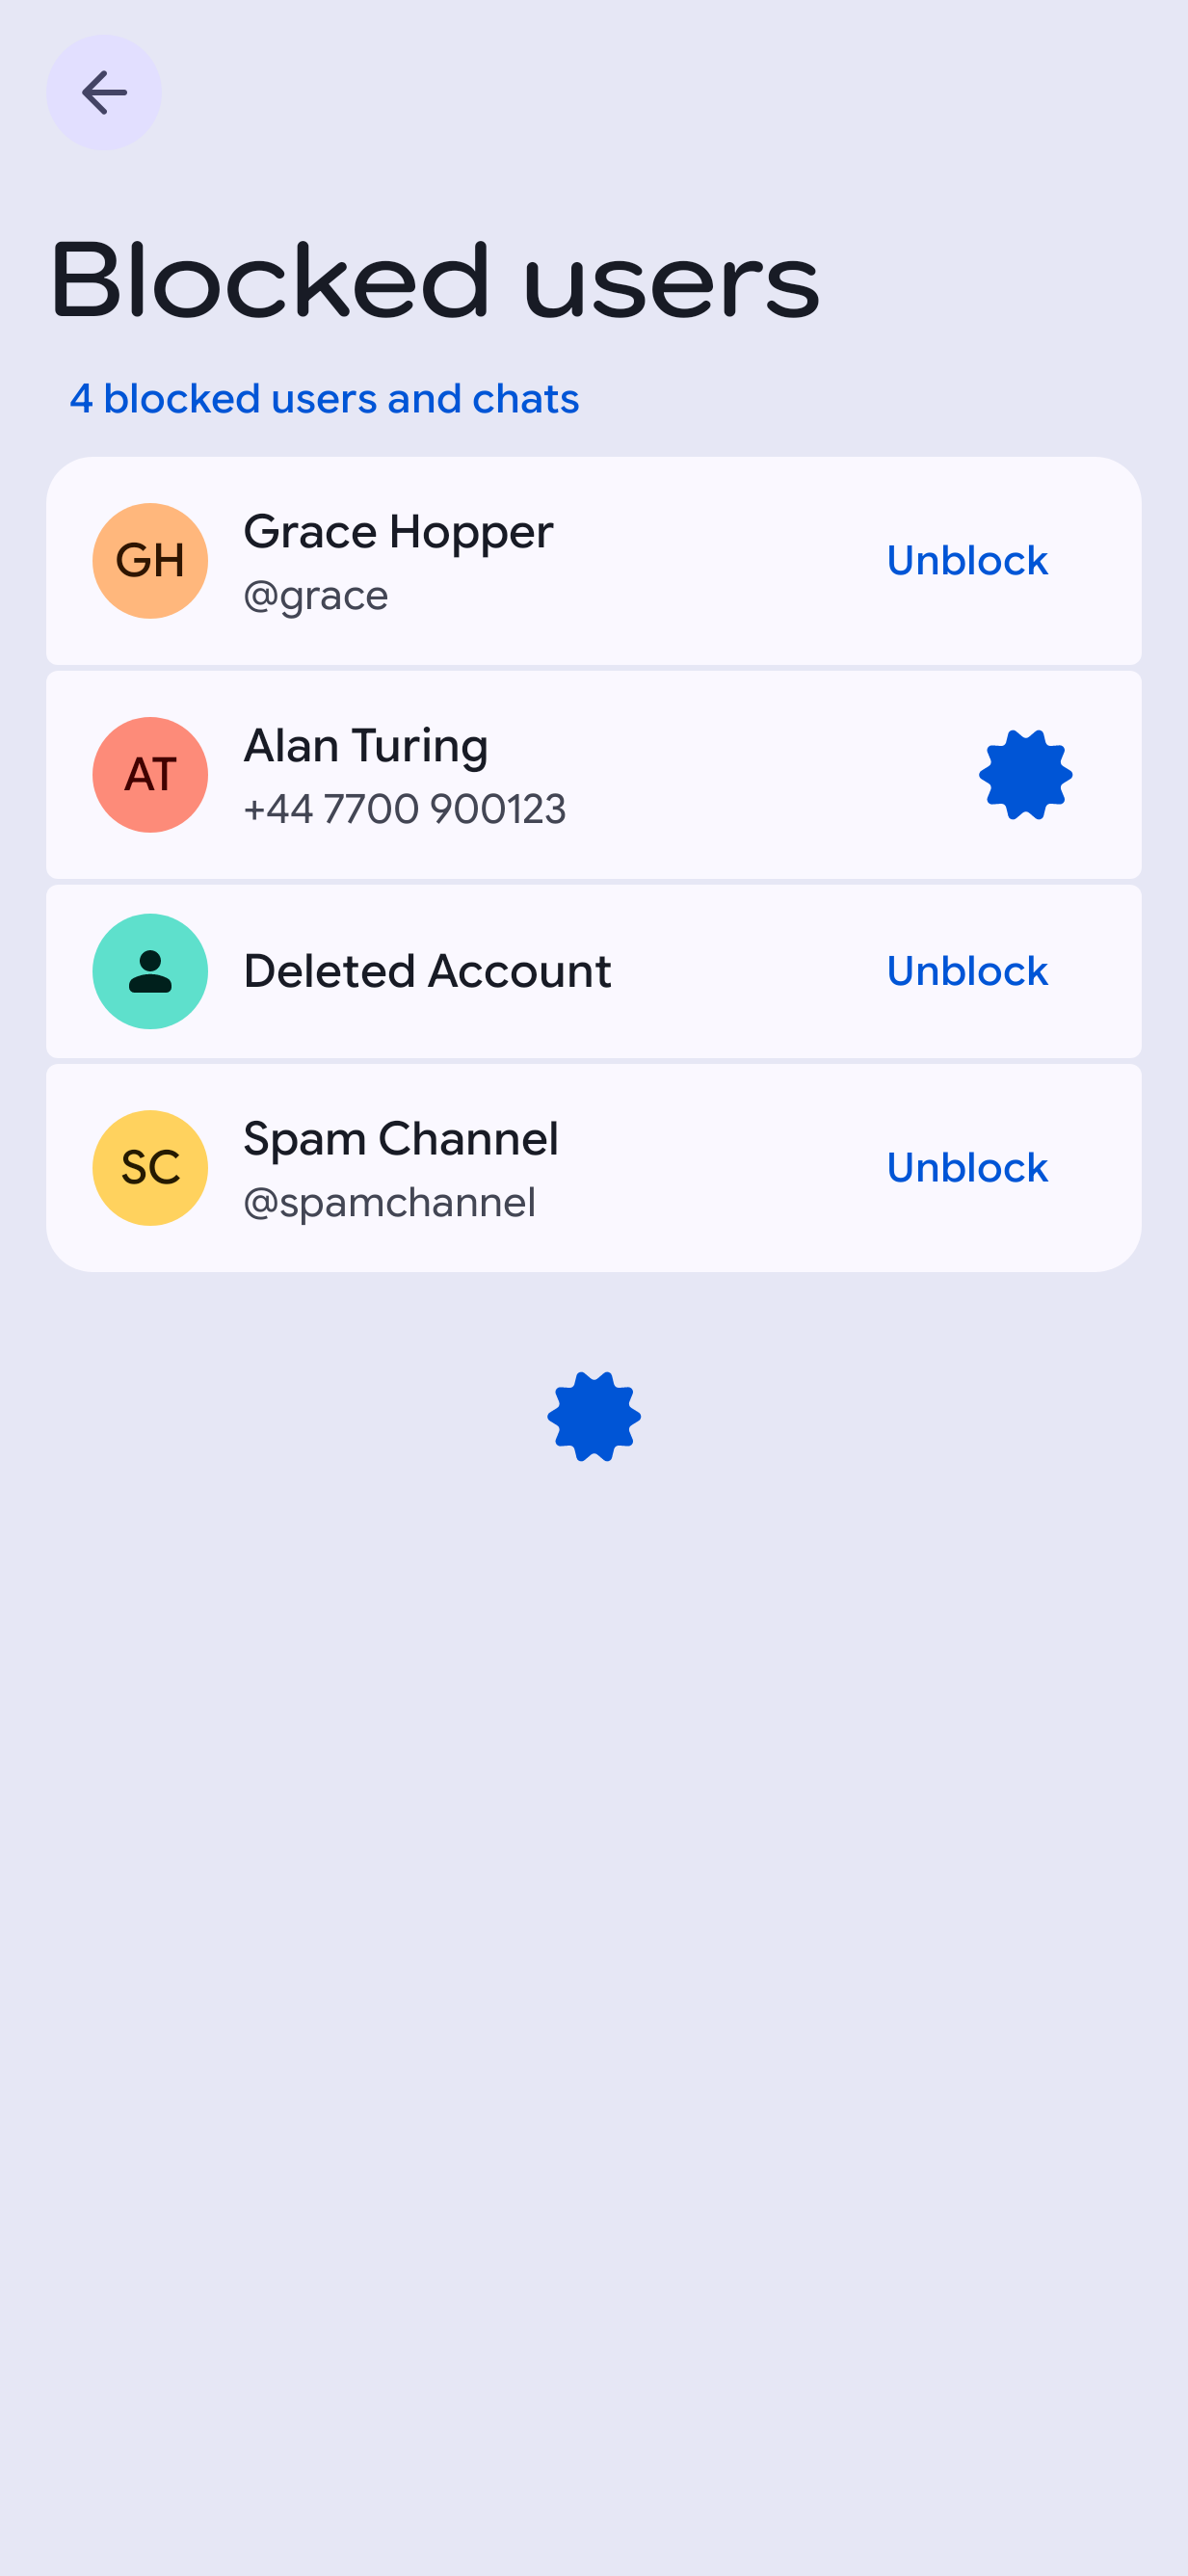 Blocked users
4 blocked users and chats
GH
Grace Hopper
@grace
Unblock
AT
Alan Turing
+44 7700 900123
Deleted Account
Unblock
SC
Spam Channel
@spamchannel
Unblock